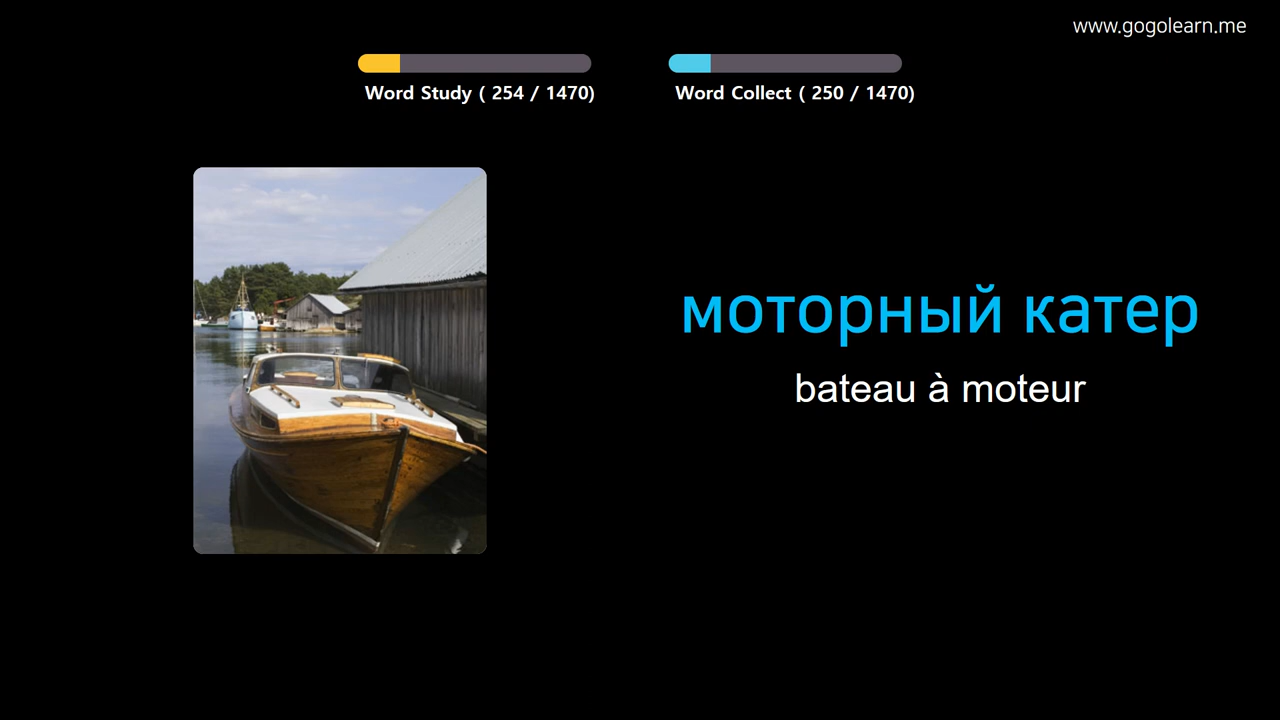 www.gogolearn.me
Word Study ( 254 / 1470)
Word Collect ( 250 / 1470)
моторный катер
bateau à moteur